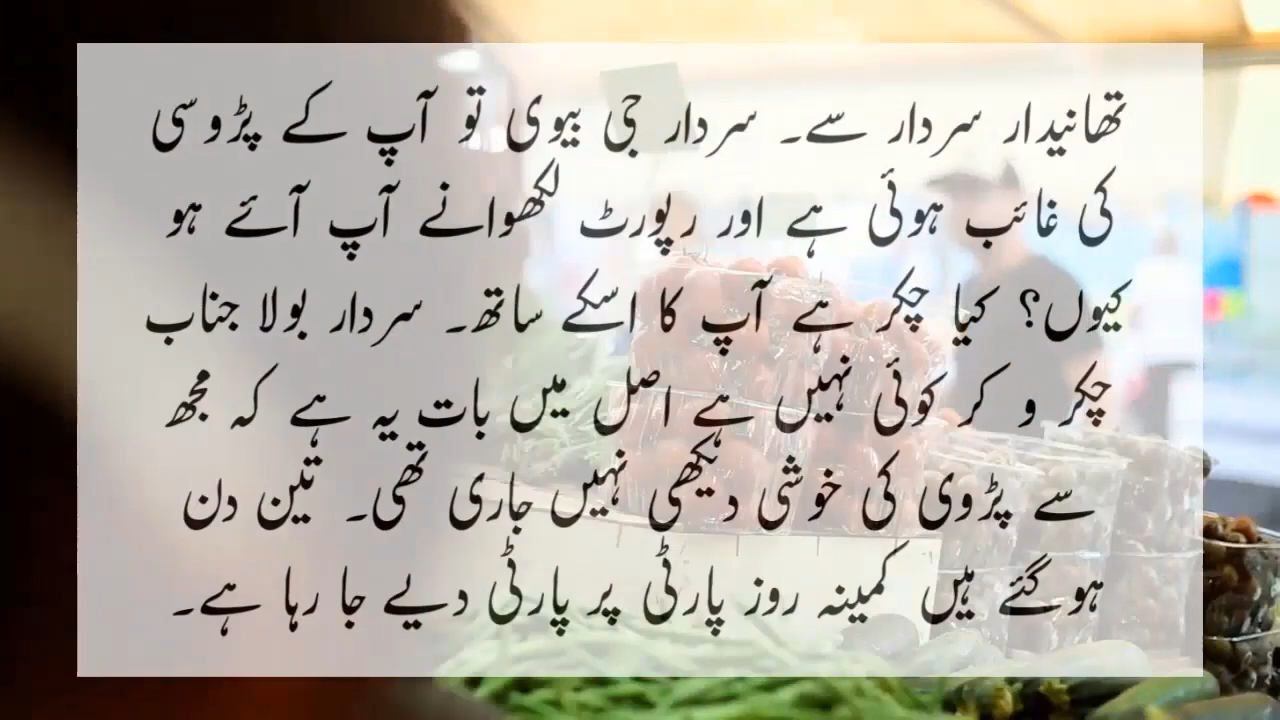 تھانیدار سردار سے۔ سردار جی بیوی تو آپ کے پڑوسی
کی غائب ہوئی ہے اور رپورٹ لکھوانے آپ آئے ہو
کیوں؟ کیا چکر ہے آپ کا اسکے ساتھ۔ سردار بولا جناب
چکر و کر کوئی نہیں ہے اصل میں بات یہ ہے کہ مجھ
سے پڑوی کی خوشی دیکھی نہیں جاری تھی۔ تین دن
ہوگئے ہیں کمینہ روز پارٹی پر پارٹی دیے جا رہا ہے۔